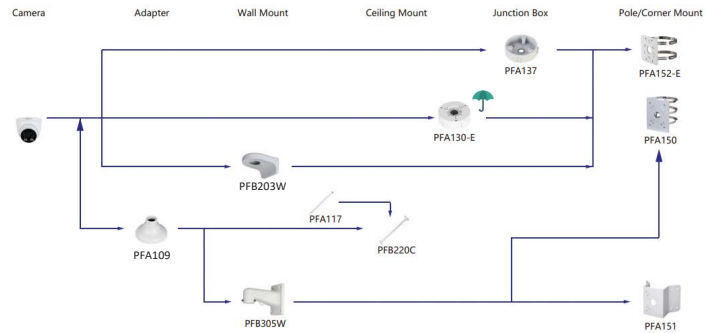 Camera Adapter Wall Mount Ceiling Mount Junction Box Pole/Corner Mount
PFA137
PFA152-E
PFA130-E
PFA150
PFB203W
PFA117
PFB220C
PFA109
PFB305W
PFA151